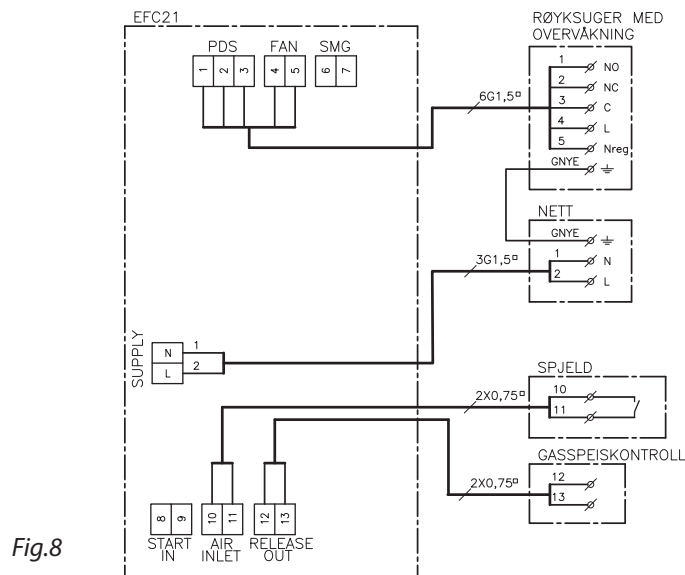 EFC21
RØYKSUGER MED
OVERVÅKNING
PDS FAN SMG
1 2 3 4 5 6 7
6G1,5
1 NO
2 NC
3 C
4 L
5 Nreg
GNYE
NETT
GNYE
3G1,5
1 N
2 L
SUPPLY
N 1
L 2
SPJELD
2X0,75
10
11
GASSPEISKONTROLL
2X0,75
12
13
8 9 10 11 12 13
START
IN
AIR
INLET
RELEASE
OUT
Fig.8